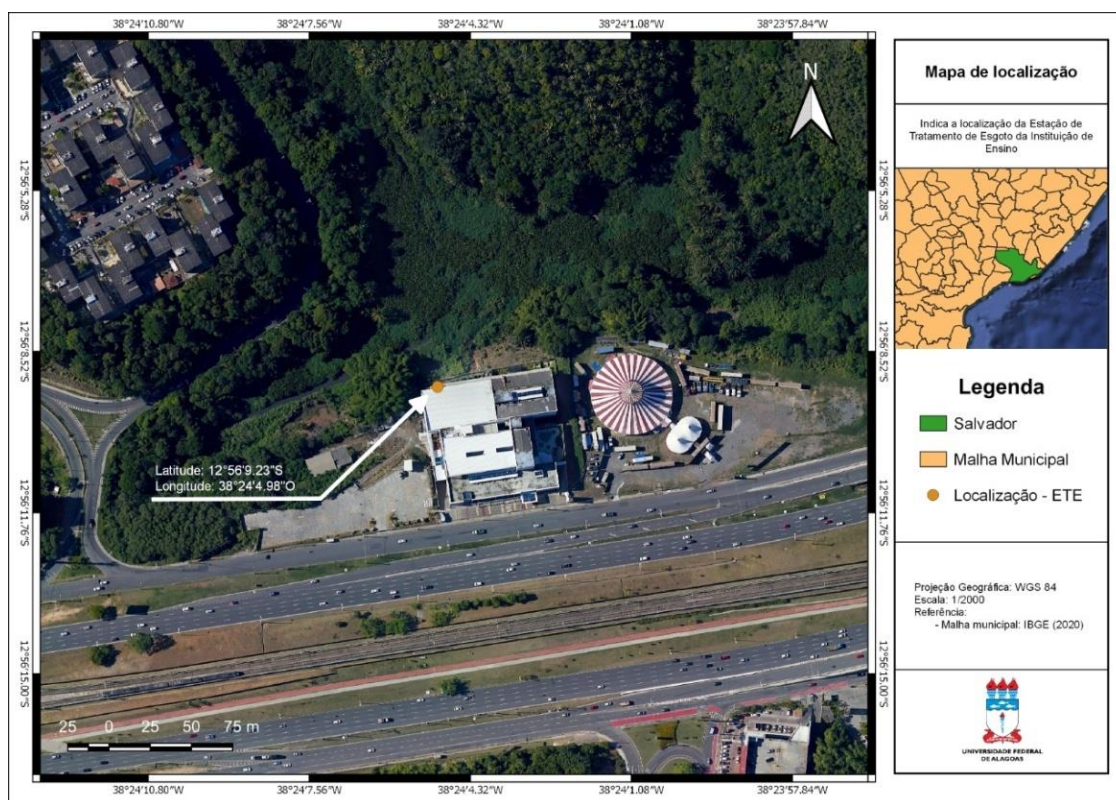 38°24'10.80"W 38°24'7.56"W 38°24'4.32"W 38°24'1.08"W 38°23'57.84"W
12°56'5.28"S
12°56'8.52"S
12°56'11.76"S
12°56'15.00"S
N
Latitude: 12°56'9.23"S
Longitude: 38°24'4.98"O
25 0 25 50 75 m
12°56'5.28"S
12°56'8.52"S
12°56'11.76"S
12°56'15.00"S
38°24'10.80"W 38°24'7.56"W 38°24'4.32"W 38°24'1.08"W 38°23'57.84"W
Mapa de localização
Indica a localização da Estação de
Tratamento de Esgoto da Instituição de
Ensino
Legenda
Salvador
Malha Municipal
Localização - ETE
Projeção Geográfica: WGS 84
Escala: 1/2000
Referência:
- Malha municipal: IBGE (2020)
UNIVERSIDADE FEDERAL
DE ALAGOAS